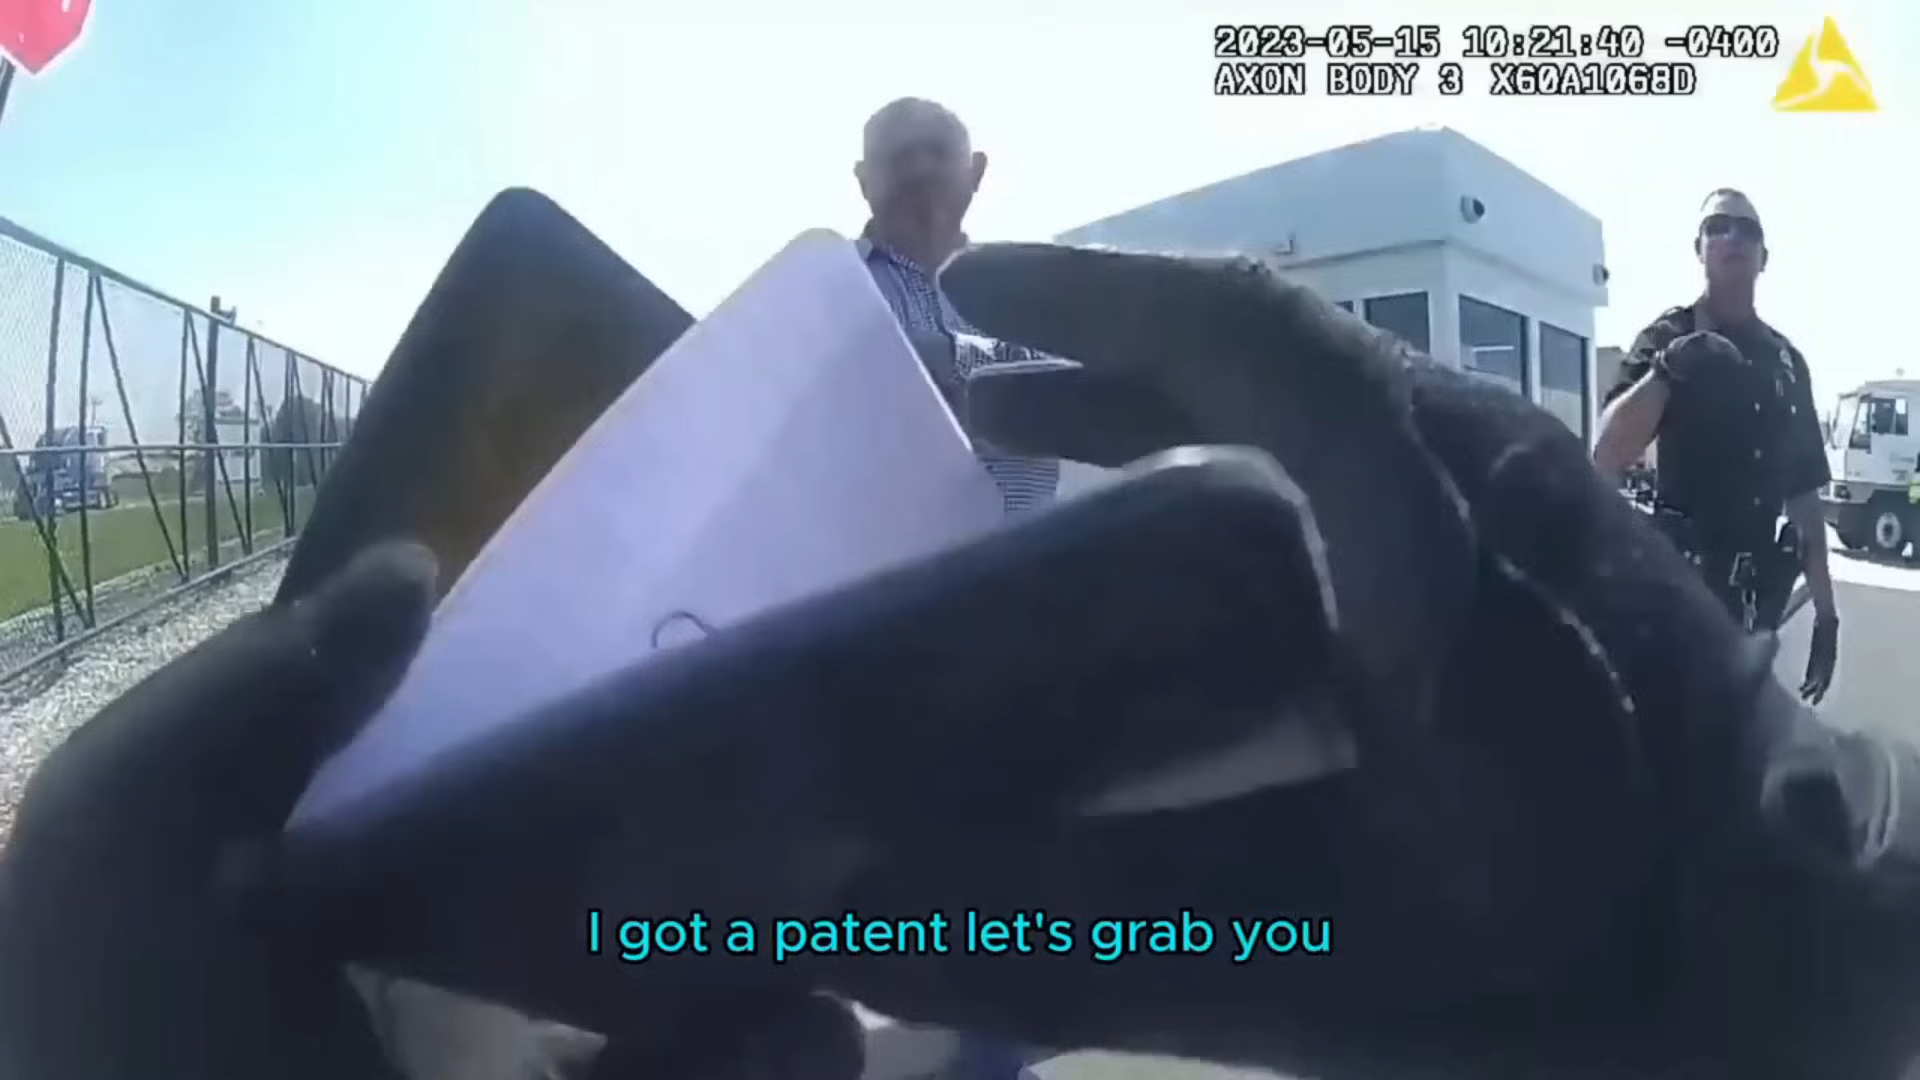 2023-05-15 10:21:40 -0400
AXON BODY 3 X60A1068D
I got a patent let's grab you